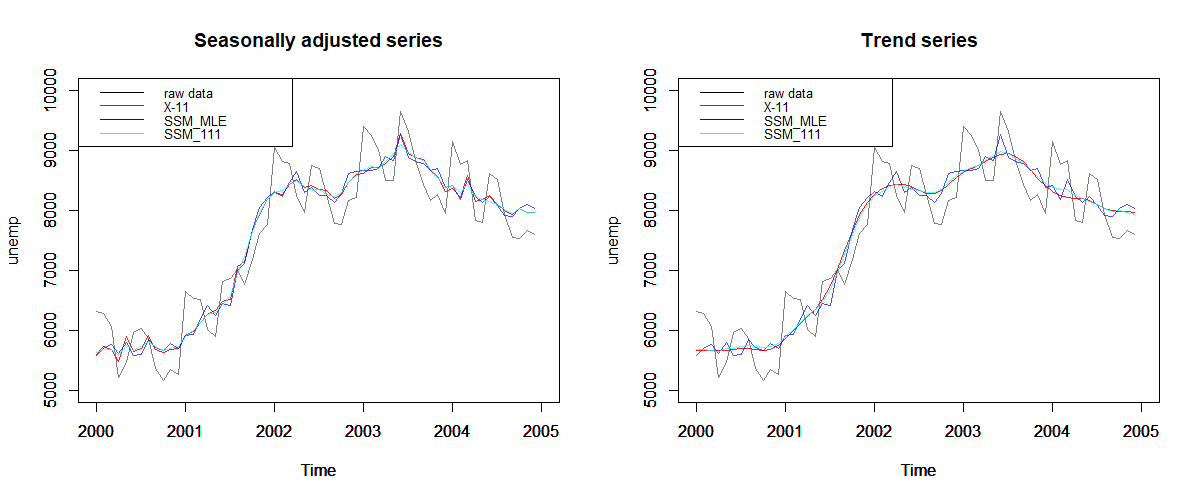 Seasonally adjusted series
raw data
X-11
SSM_MLE
SSM_111
unemp
10000
9000
8000
7000
6000
5000
2000 2001 2002 2003 2004 2005
Time
Trend series
raw data
X-11
SSM_MLE
SSM_111
unemp
10000
9000
8000
7000
6000
5000
2000 2001 2002 2003 2004 2005
Time